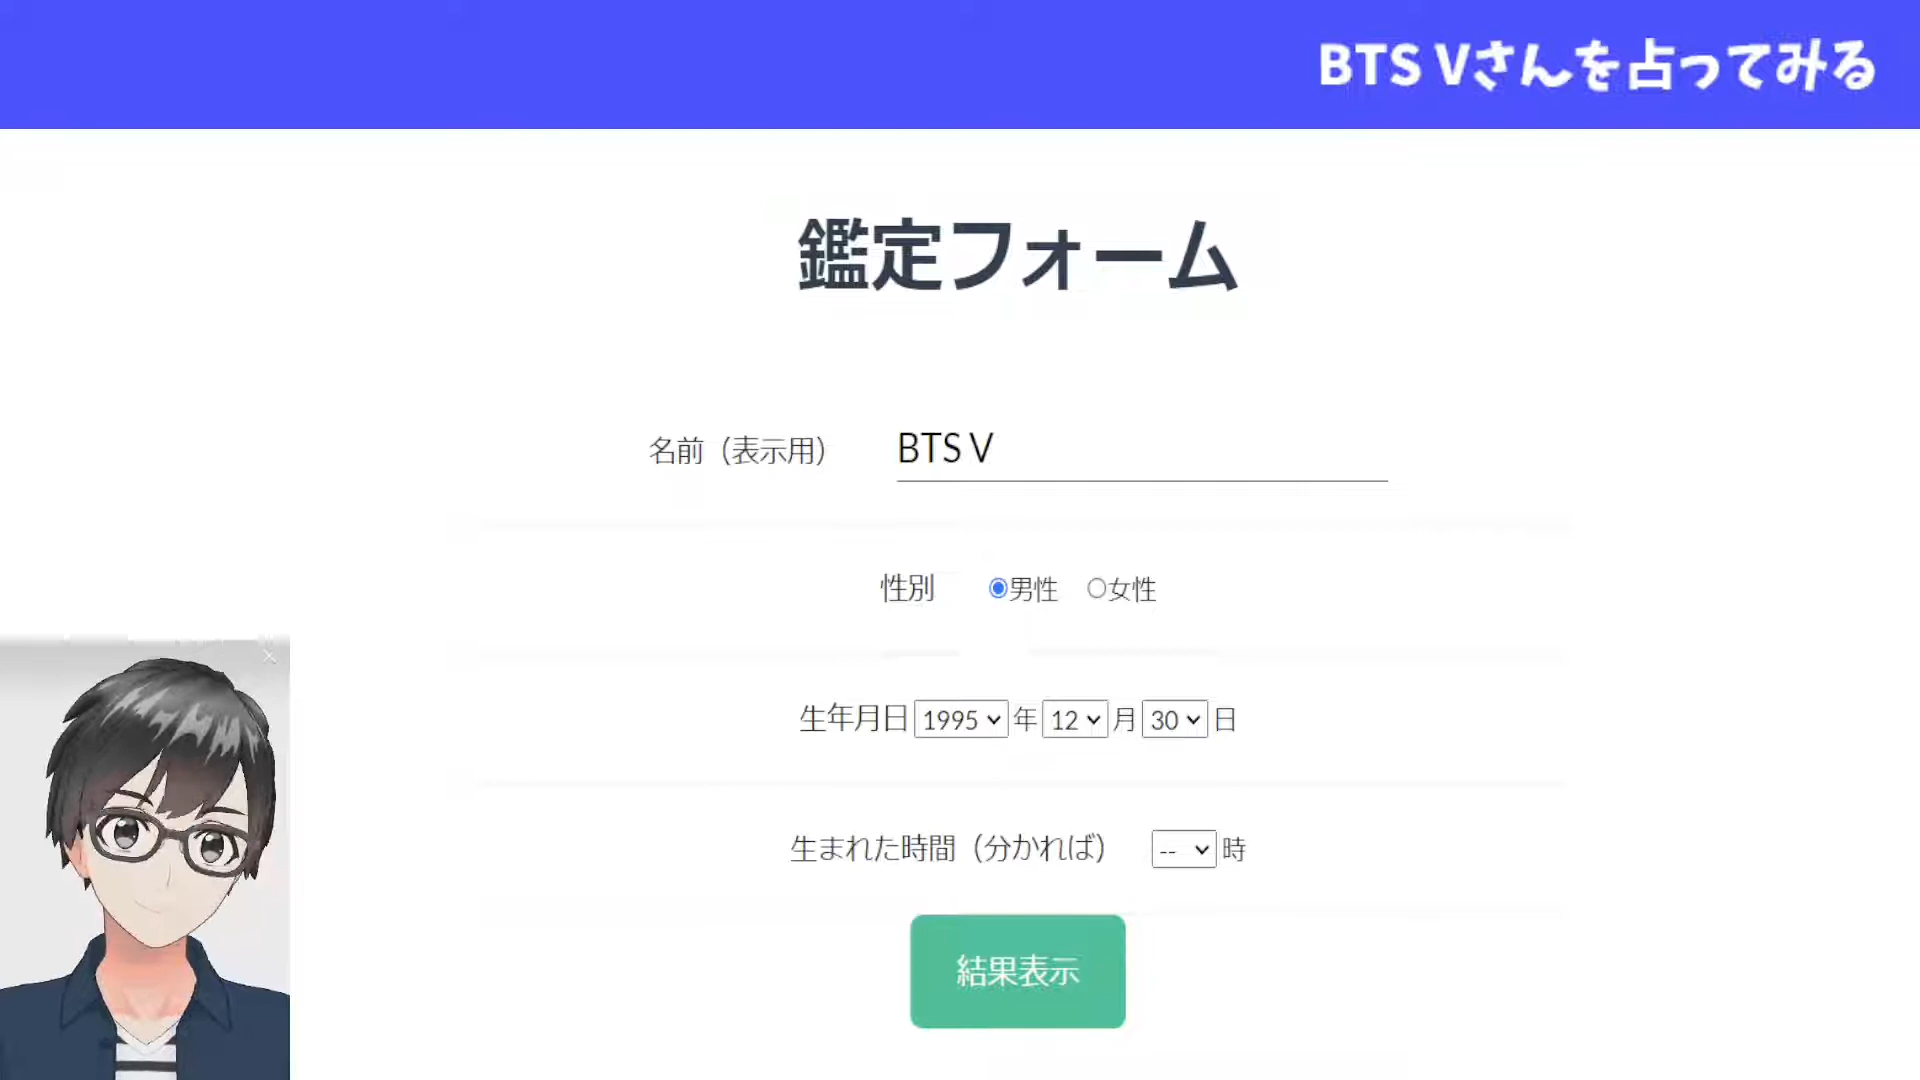 BTS Vさんを占ってみる
鑑定フォーム
名前（表示用） BTS V
性別 男性 女性
生年月日 1995 年 12 月 30 日
生まれた時間（分かれば） -- 時
結果表示